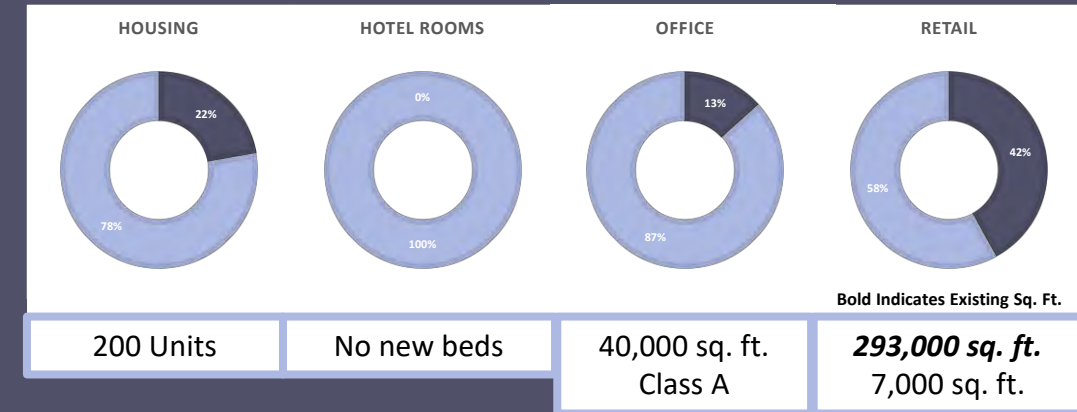 HOUSING
22%
78%
HOTEL ROOMS
0%
100%
OFFICE
13%
87%
RETAIL
42%
58%
Bold Indicates Existing Sq. Ft.
200 Units
No new beds
40,000 sq. ft.
Class A
293,000 sq. ft.
7,000 sq. ft.